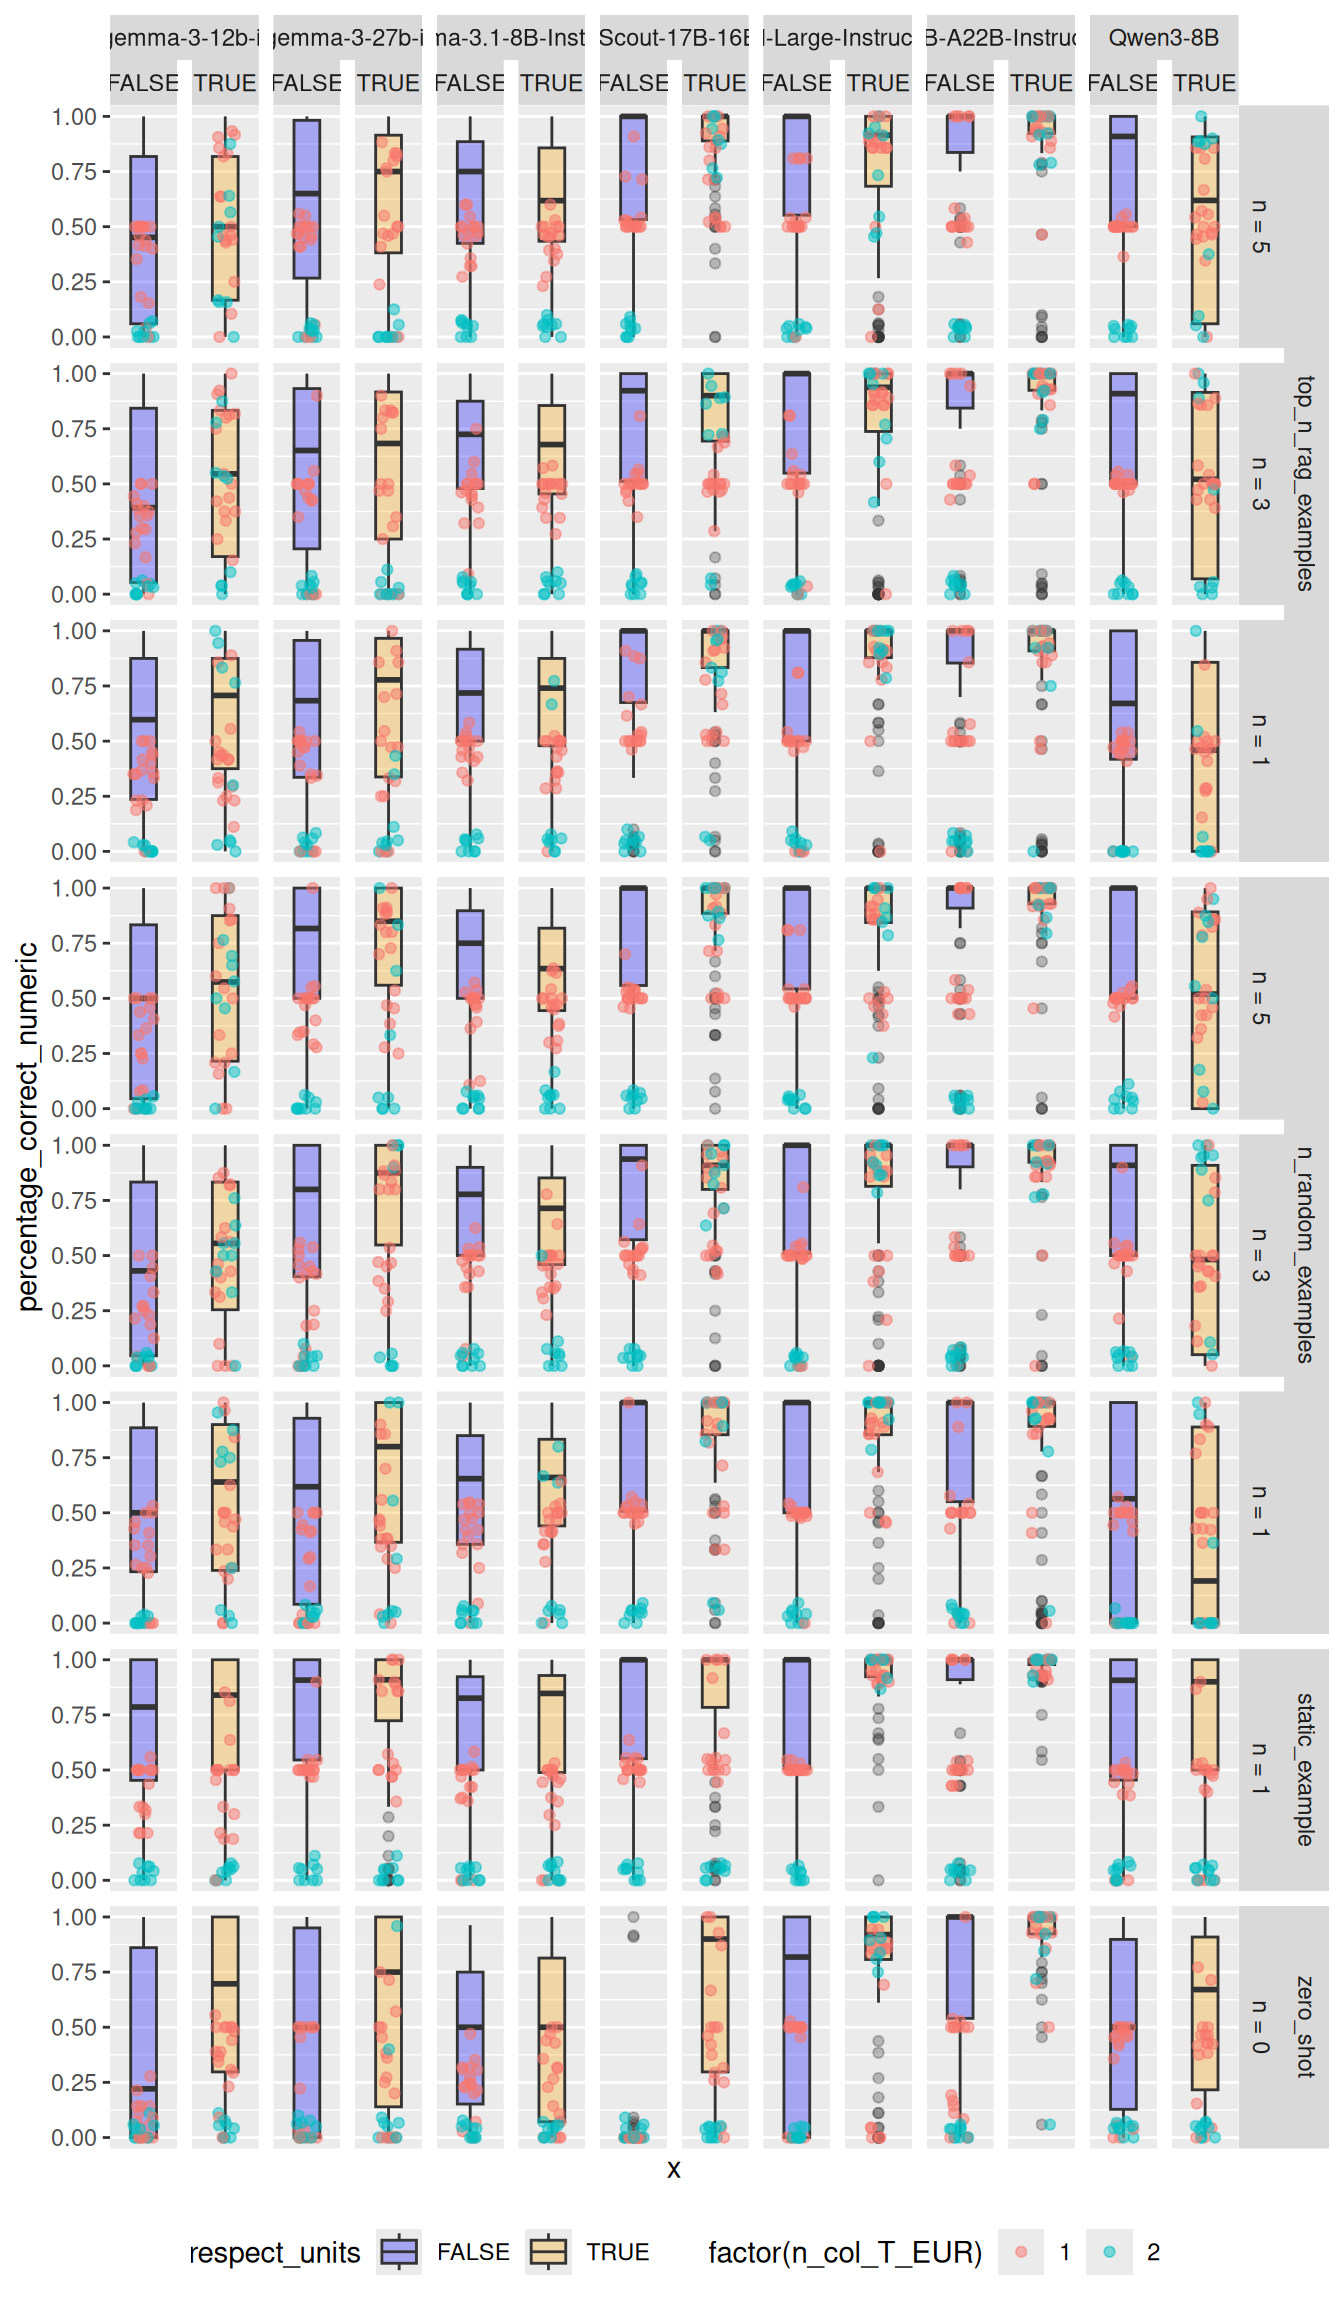 gemma-3-12b-i gemma-3-27b-i ma-3.1-8B-Inst Scout-17B-16E l-Large-Instruc B-A22B-Instruc Qwen3-8B
FALSE TRUE FALSE TRUE FALSE TRUE FALSE TRUE FALSE TRUE FALSE TRUE FALSE TRUE
1.00
0.75
0.50
0.25
0.00
n = 5
1.00
0.75
0.50
0.25
0.00
n = 3
top_n_rag_examples
1.00
0.75
0.50
0.25
0.00
n = 1
1.00
0.75
0.50
0.25
0.00
n = 5
percentage_correct_numeric
1.00
0.75
0.50
0.25
0.00
n = 3
n_random_examples
1.00
0.75
0.50
0.25
0.00
n = 1
1.00
0.75
0.50
0.25
0.00
n = 1
static_example
1.00
0.75
0.50
0.25
0.00
n = 0
zero_shot
x
respect_units FALSE TRUE factor(n_col_T_EUR) 1 2